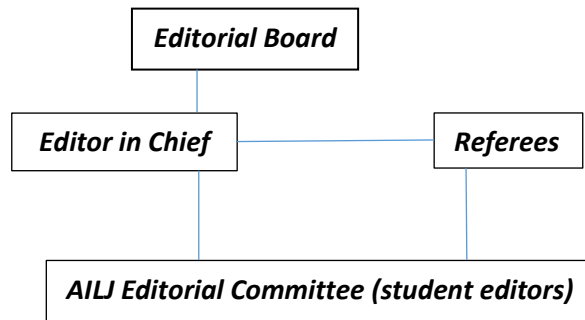 Editorial Board
Editor in Chief
Referees
AILJ Editorial Committee (student editors)